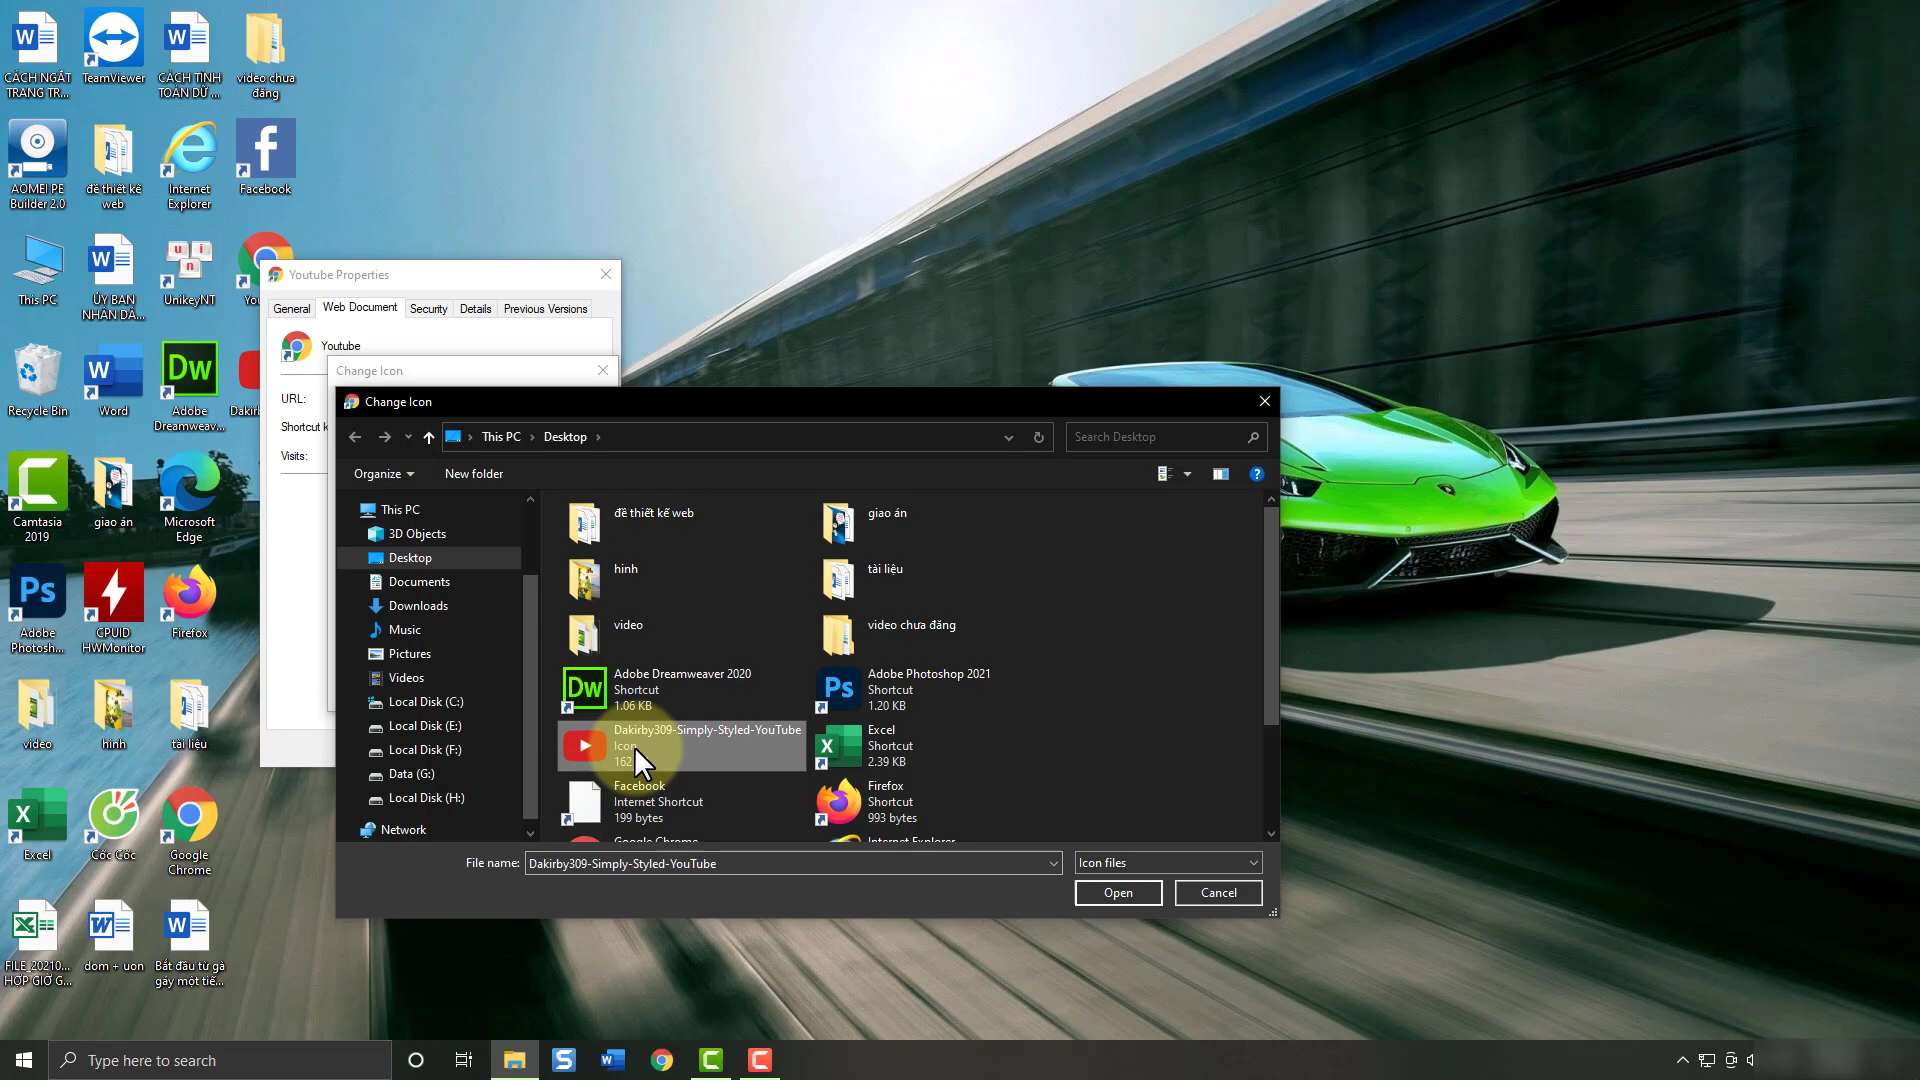 CÁCH NGẮT
TRANG TR...
TeamViewer
CÁCH TÍNH
TOÁN DỮ ...
video chưa
đăng
AOMEI PE
Builder 2.0
đề thiết kế
web
Internet
Explorer
Facebook
This PC
ỦY BAN
NHÂN DÂ...
UnikeyNT
You
Recycle Bin
Word
Adobe
Dreamweav...
Dakirb
Camtasia
2019
giao án
Microsoft
Edge
Adobe
Photosh...
CPUID
HWMonitor
Firefox
video
hinh
tài liệu
Excel
Cốc Cốc
Google
Chrome
FILE_20210...
HỢP GIỜ G...
dom + uon
Bắt đầu từ gà
gáy một tiế...
Youtube Properties
General
Web Document
Security
Details
Previous Versions
Youtube
URL:
Shortcut k
Visits:
Change Icon
Change Icon
This PC
Desktop
Search Desktop
Organize
New folder
This PC
3D Objects
Desktop
Documents
Downloads
Music
Pictures
Videos
Local Disk (C:)
Local Disk (E:)
Local Disk (F:)
Data (G:)
Local Disk (H:)
Network
đề thiết kế web
giao án
hinh
tài liệu
video
video chưa đăng
Adobe Dreamweaver 2020
Shortcut
1.06 KB
Adobe Photoshop 2021
Shortcut
1.20 KB
Dakirby309-Simply-Styled-YouTube
Icon
162
Excel
Shortcut
2.39 KB
Facebook
Internet Shortcut
199 bytes
Firefox
Shortcut
993 bytes
Google Chrome
Internet Explorer
File name:
Dakirby309-Simply-Styled-YouTube
Icon files
Open
Cancel
Type here to search